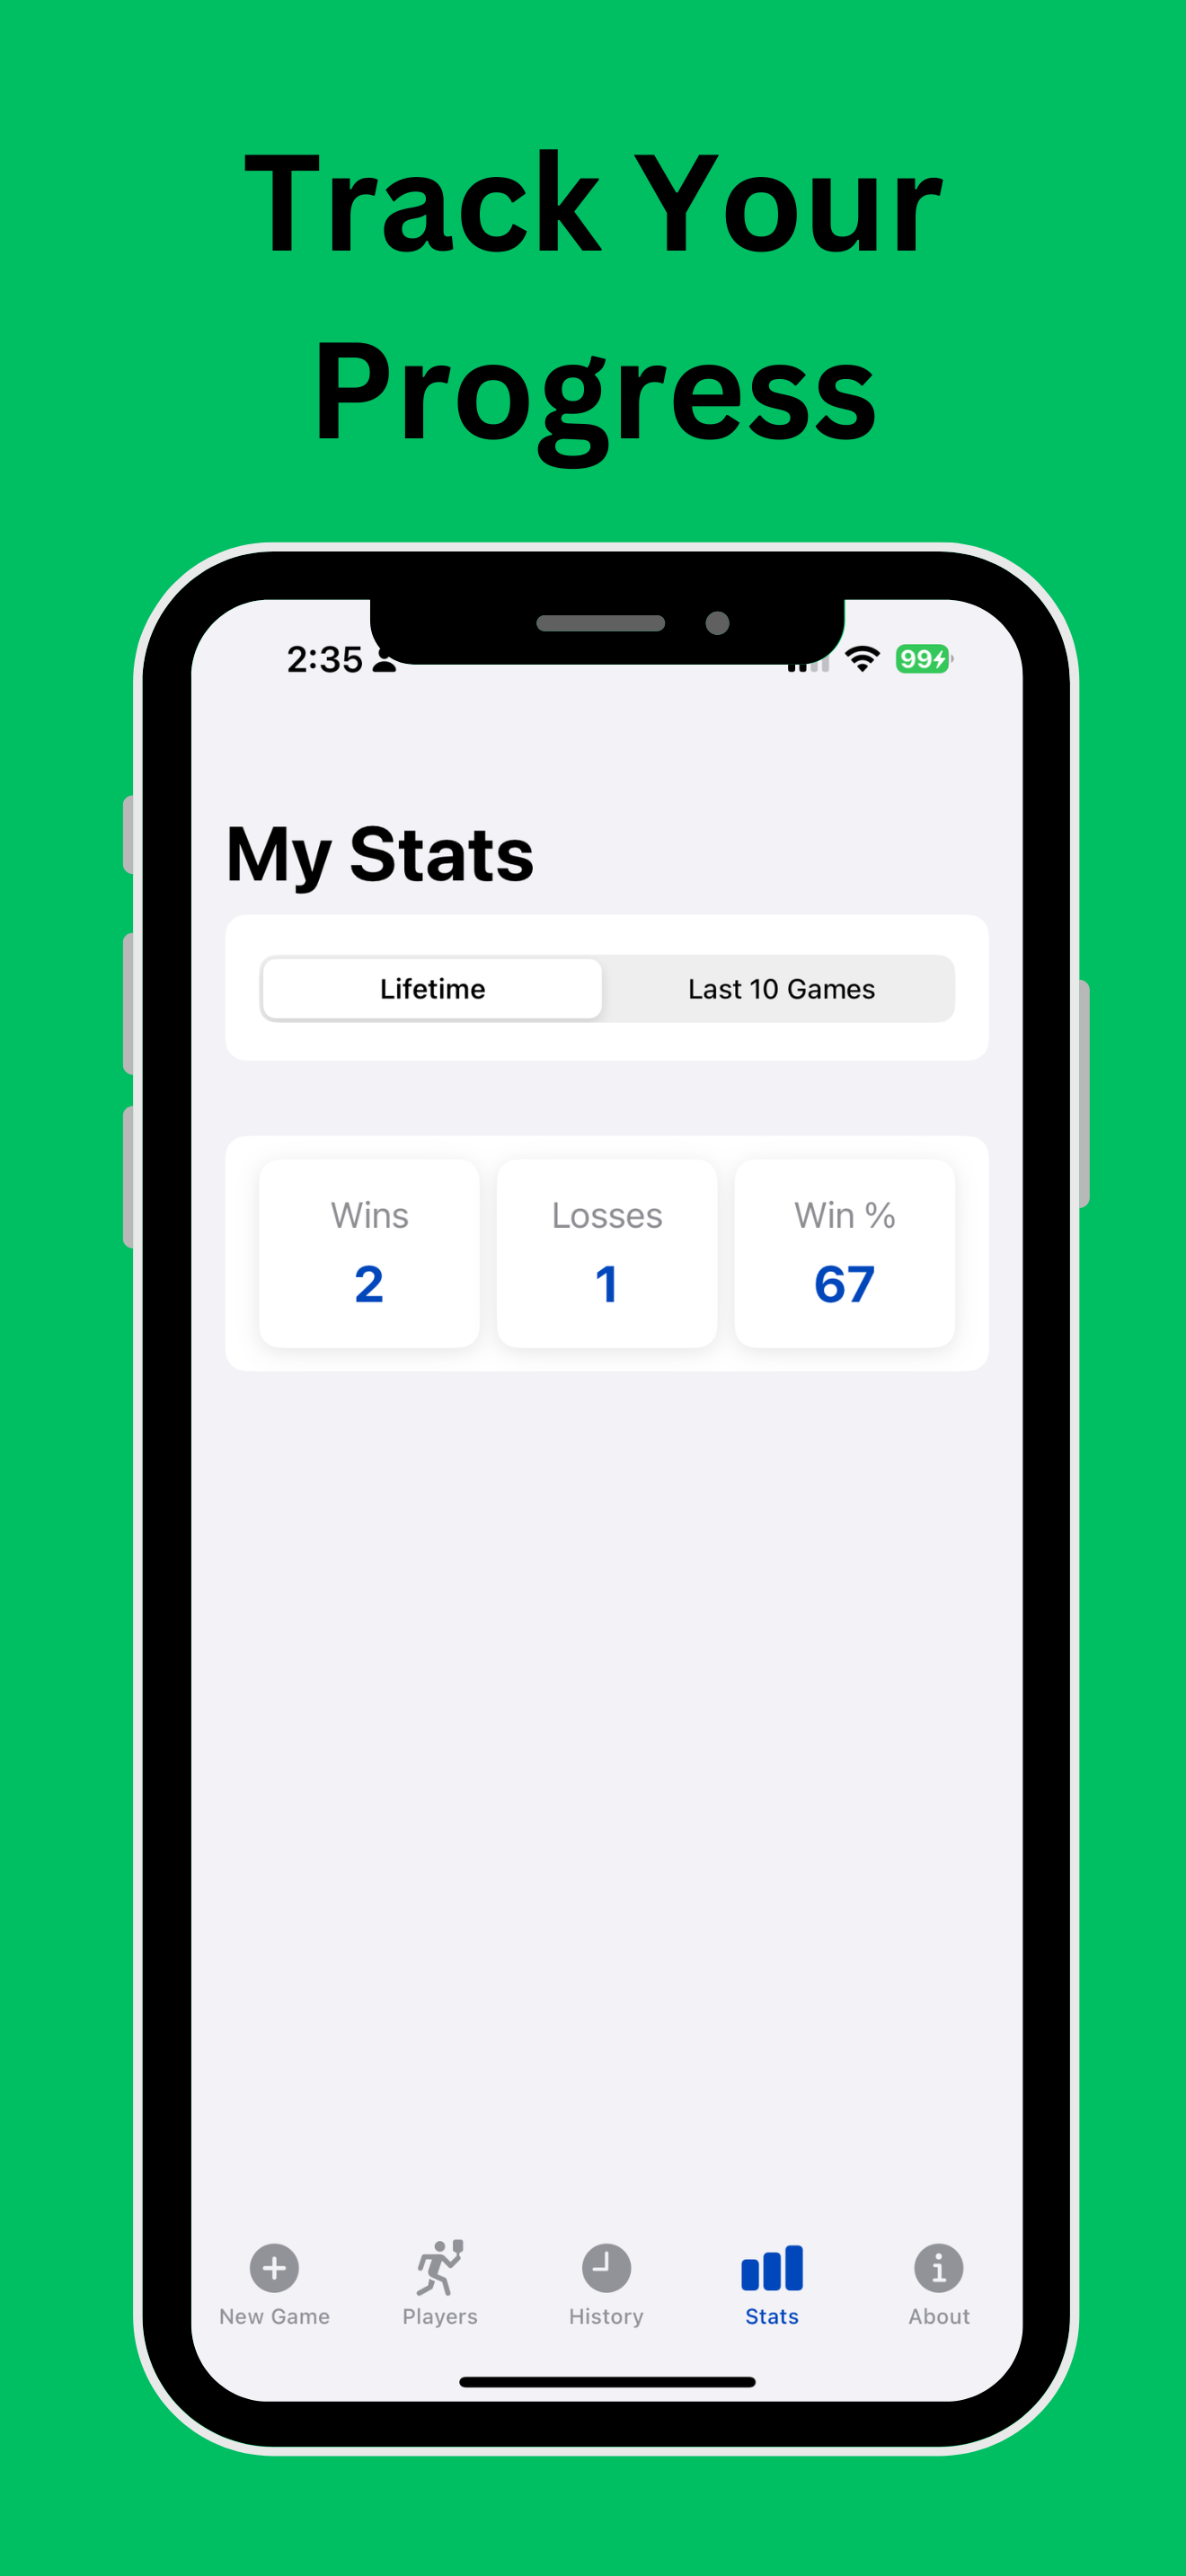 Track Your
Progress
2:35
99
My Stats
Lifetime
Last 10 Games
Wins
Losses
Win %
2
1
67
New Game
Players
History
Stats
About